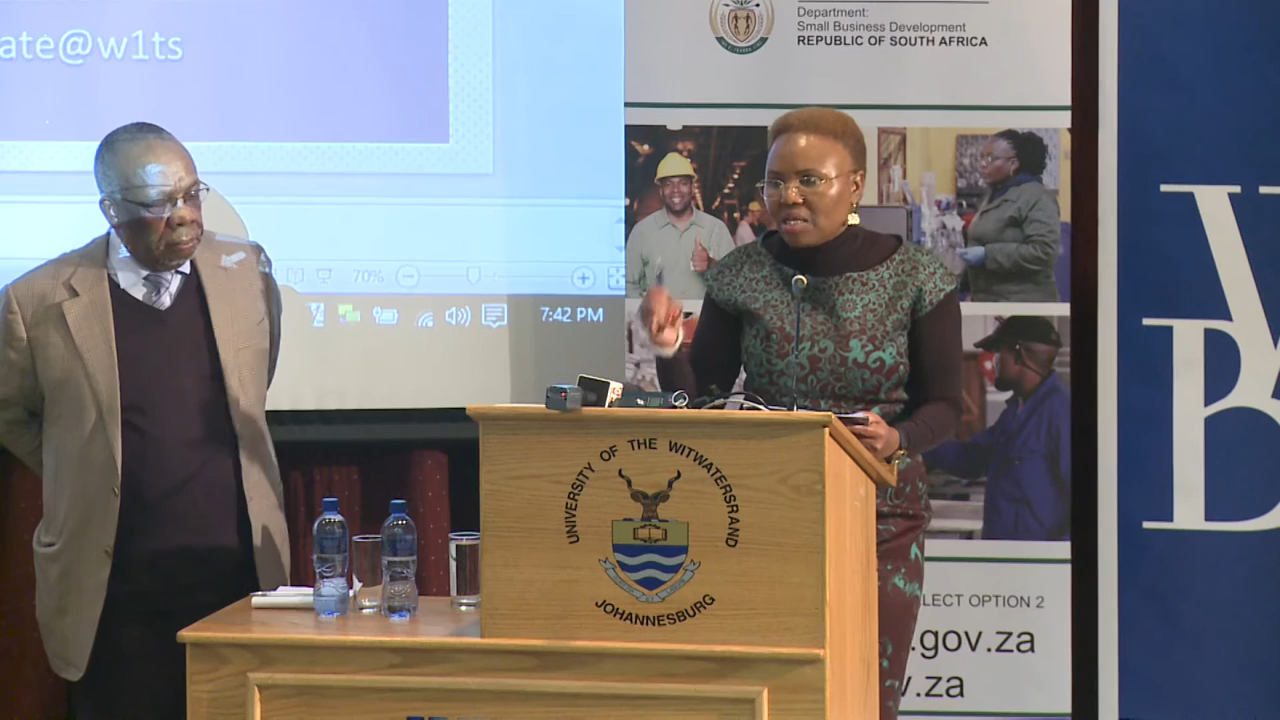 ate@w1ts
70%
7:42 PM
Department:
Small Business Development
REPUBLIC OF SOUTH AFRICA
UNIVERSITY OF THE WITWATERSRAND
JOHANNESBURG
LECT OPTION 2
.gov.za
v.za